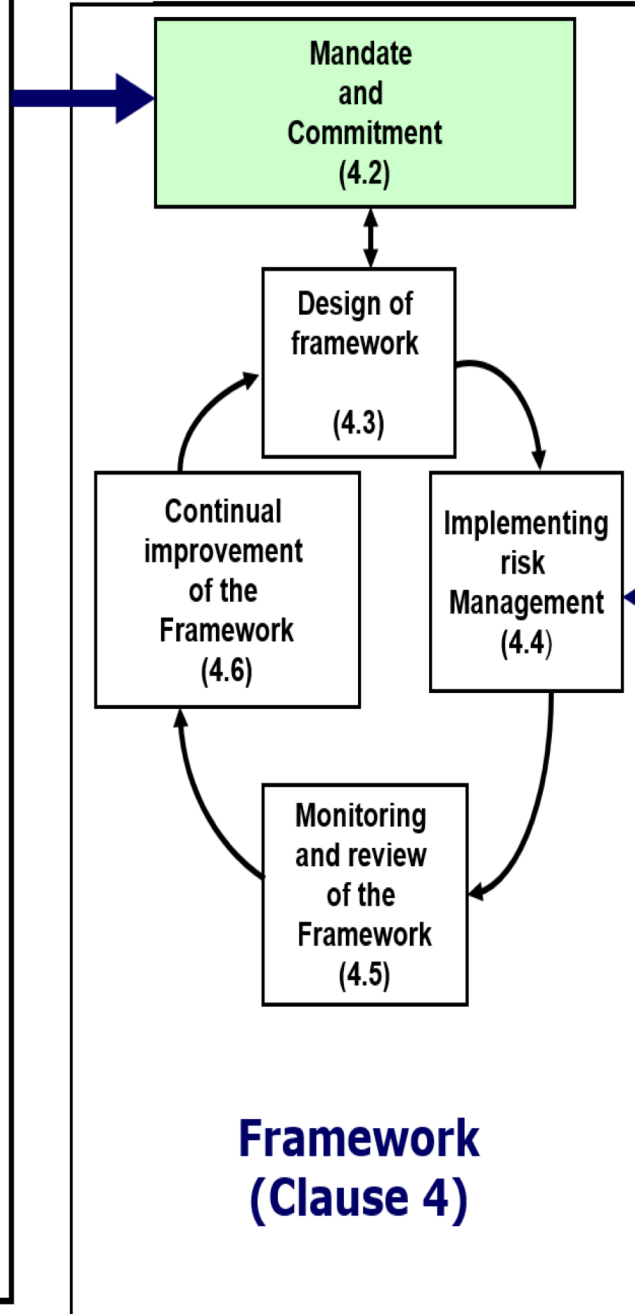 Mandate
and
Commitment
(4.2)
Design of
framework
(4.3)
Implementing
risk
Management
(4.4)
Continual
improvement
of the
Framework
(4.6)
Monitoring
and review
of the
Framework
(4.5)
Framework
(Clause 4)